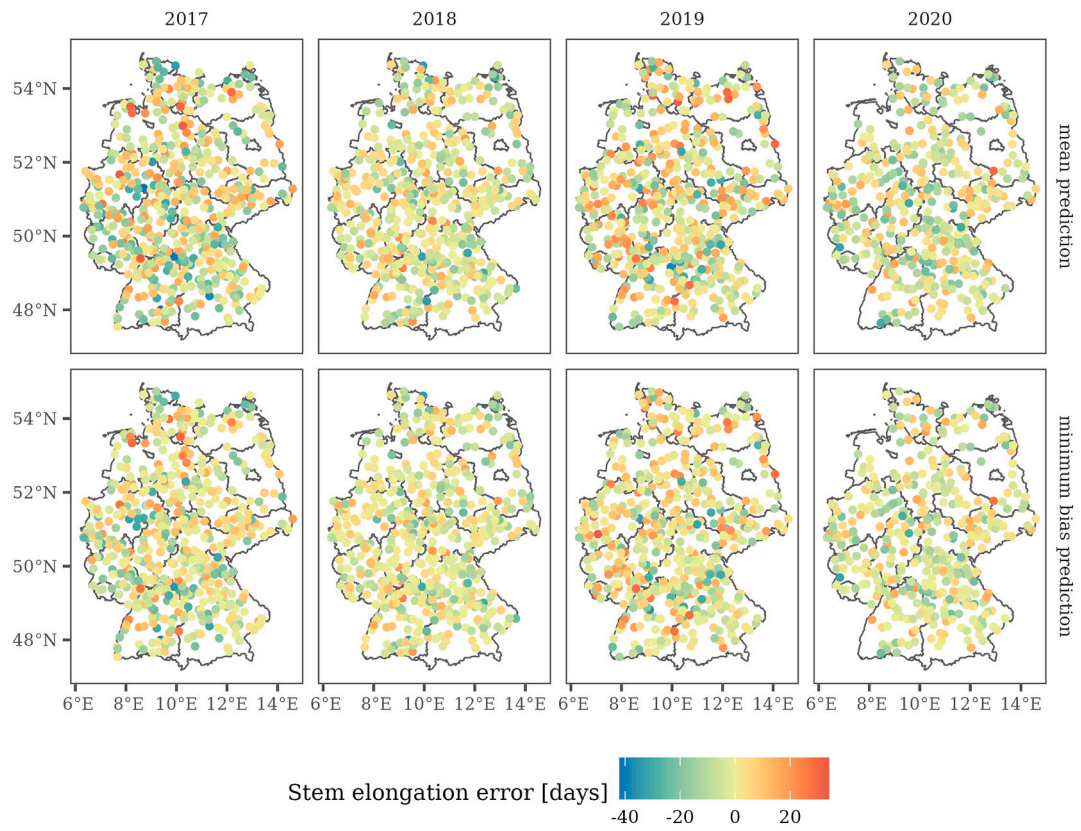 2017 2018 2019 2020
54°N
52°N
50°N
48°N
mean prediction
54°N
52°N
50°N
48°N
minimum bias prediction
6°E 8°E 10°E 12°E 14°E 6°E 8°E 10°E 12°E 14°E 6°E 8°E 10°E 12°E 14°E 6°E 8°E 10°E 12°E 14°E
Stem elongation error [days]
-40 -20 0 20